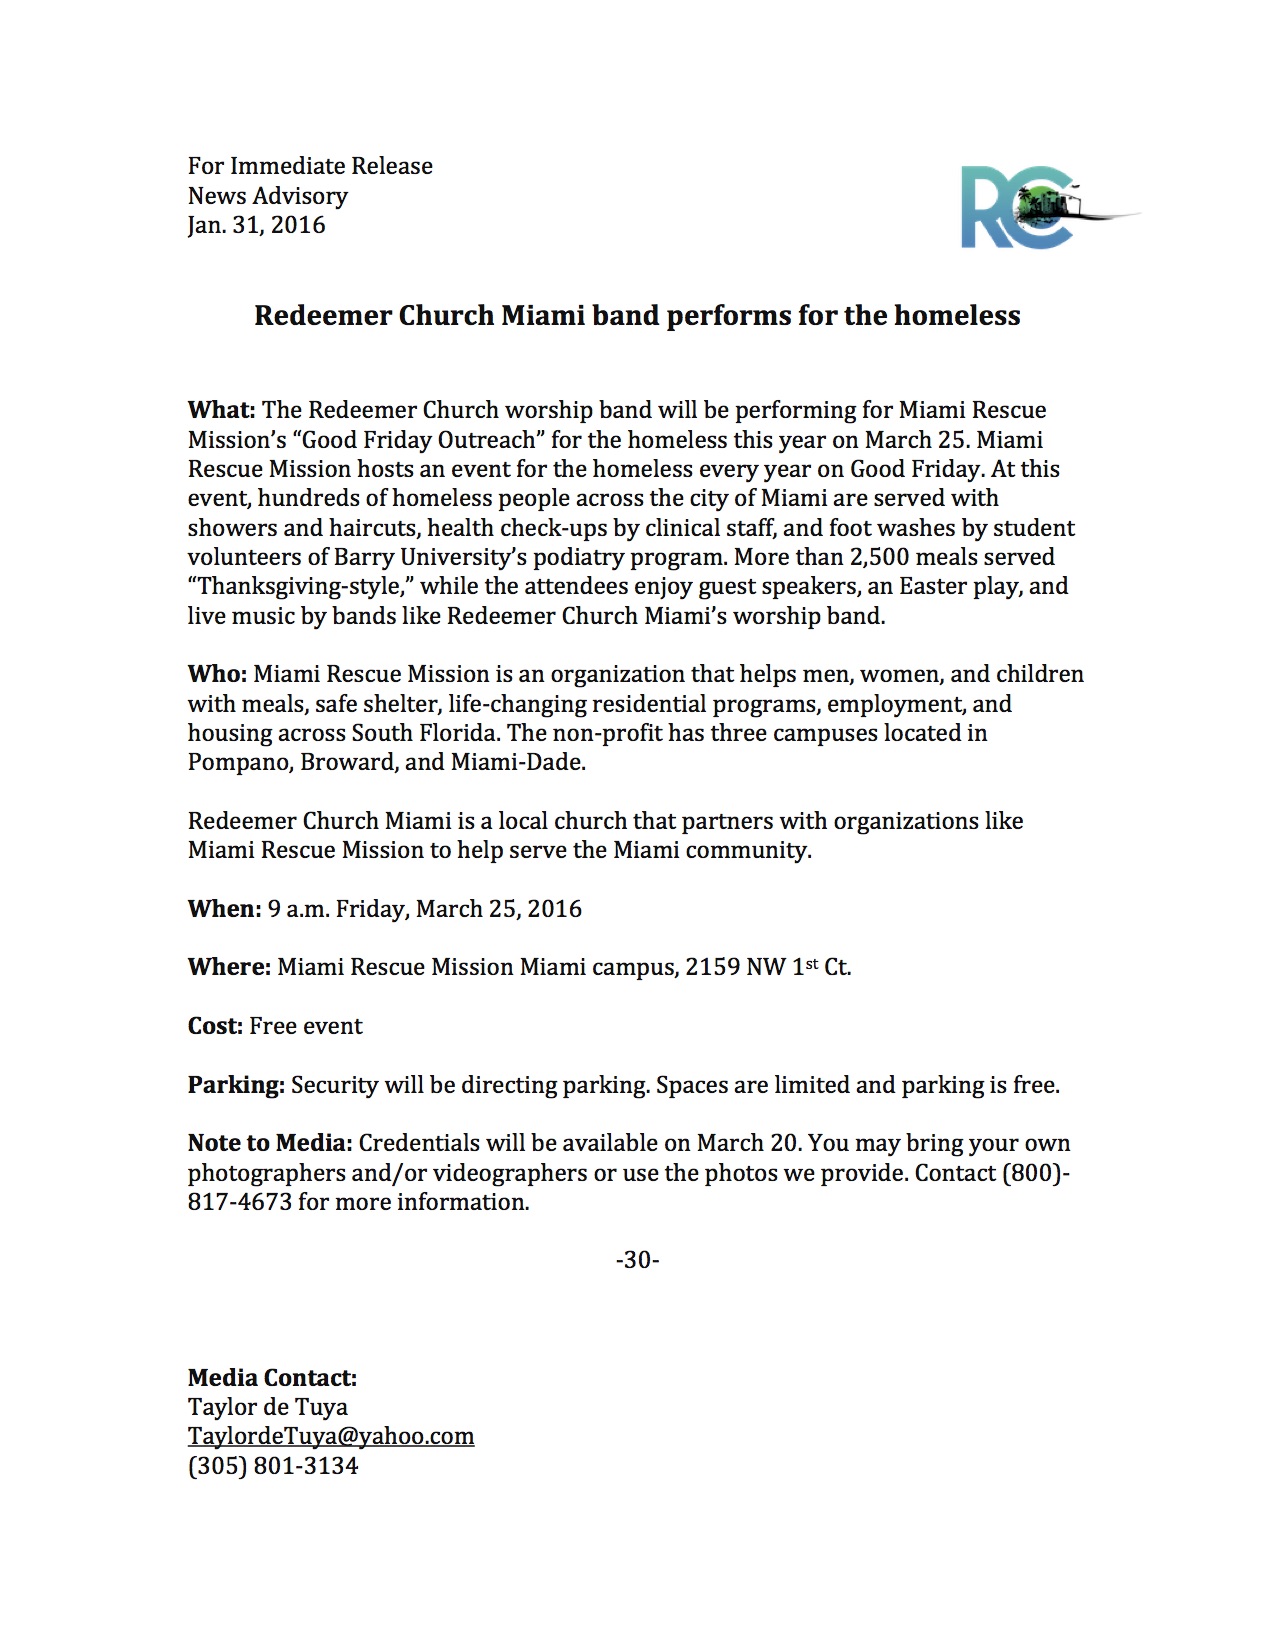 For Immediate Release
News Advisory
Jan. 31, 2016
RC
Redeemer Church Miami band performs for the homeless
What: The Redeemer Church worship band will be performing for Miami Rescue
Mission’s “Good Friday Outreach” for the homeless this year on March 25. Miami
Rescue Mission hosts an event for the homeless every year on Good Friday. At this
event, hundreds of homeless people across the city of Miami are served with
showers and haircuts, health check-ups by clinical staff, and foot washes by student
volunteers of Barry University’s podiatry program. More than 2,500 meals served
“Thanksgiving-style,” while the attendees enjoy guest speakers, an Easter play, and
live music by bands like Redeemer Church Miami’s worship band.
Who: Miami Rescue Mission is an organization that helps men, women, and children
with meals, safe shelter, life-changing residential programs, employment, and
housing across South Florida. The non-profit has three campuses located in
Pompano, Broward, and Miami-Dade.
Redeemer Church Miami is a local church that partners with organizations like
Miami Rescue Mission to help serve the Miami community.
When: 9 a.m. Friday, March 25, 2016
Where: Miami Rescue Mission Miami campus, 2159 NW 1st Ct.
Cost: Free event
Parking: Security will be directing parking. Spaces are limited and parking is free.
Note to Media: Credentials will be available on March 20. You may bring your own
photographers and/or videographers or use the photos we provide. Contact (800)-
817-4673 for more information.
-30-
Media Contact:
Taylor de Tuya
TaylordeTuya@yahoo.com
(305) 801-3134